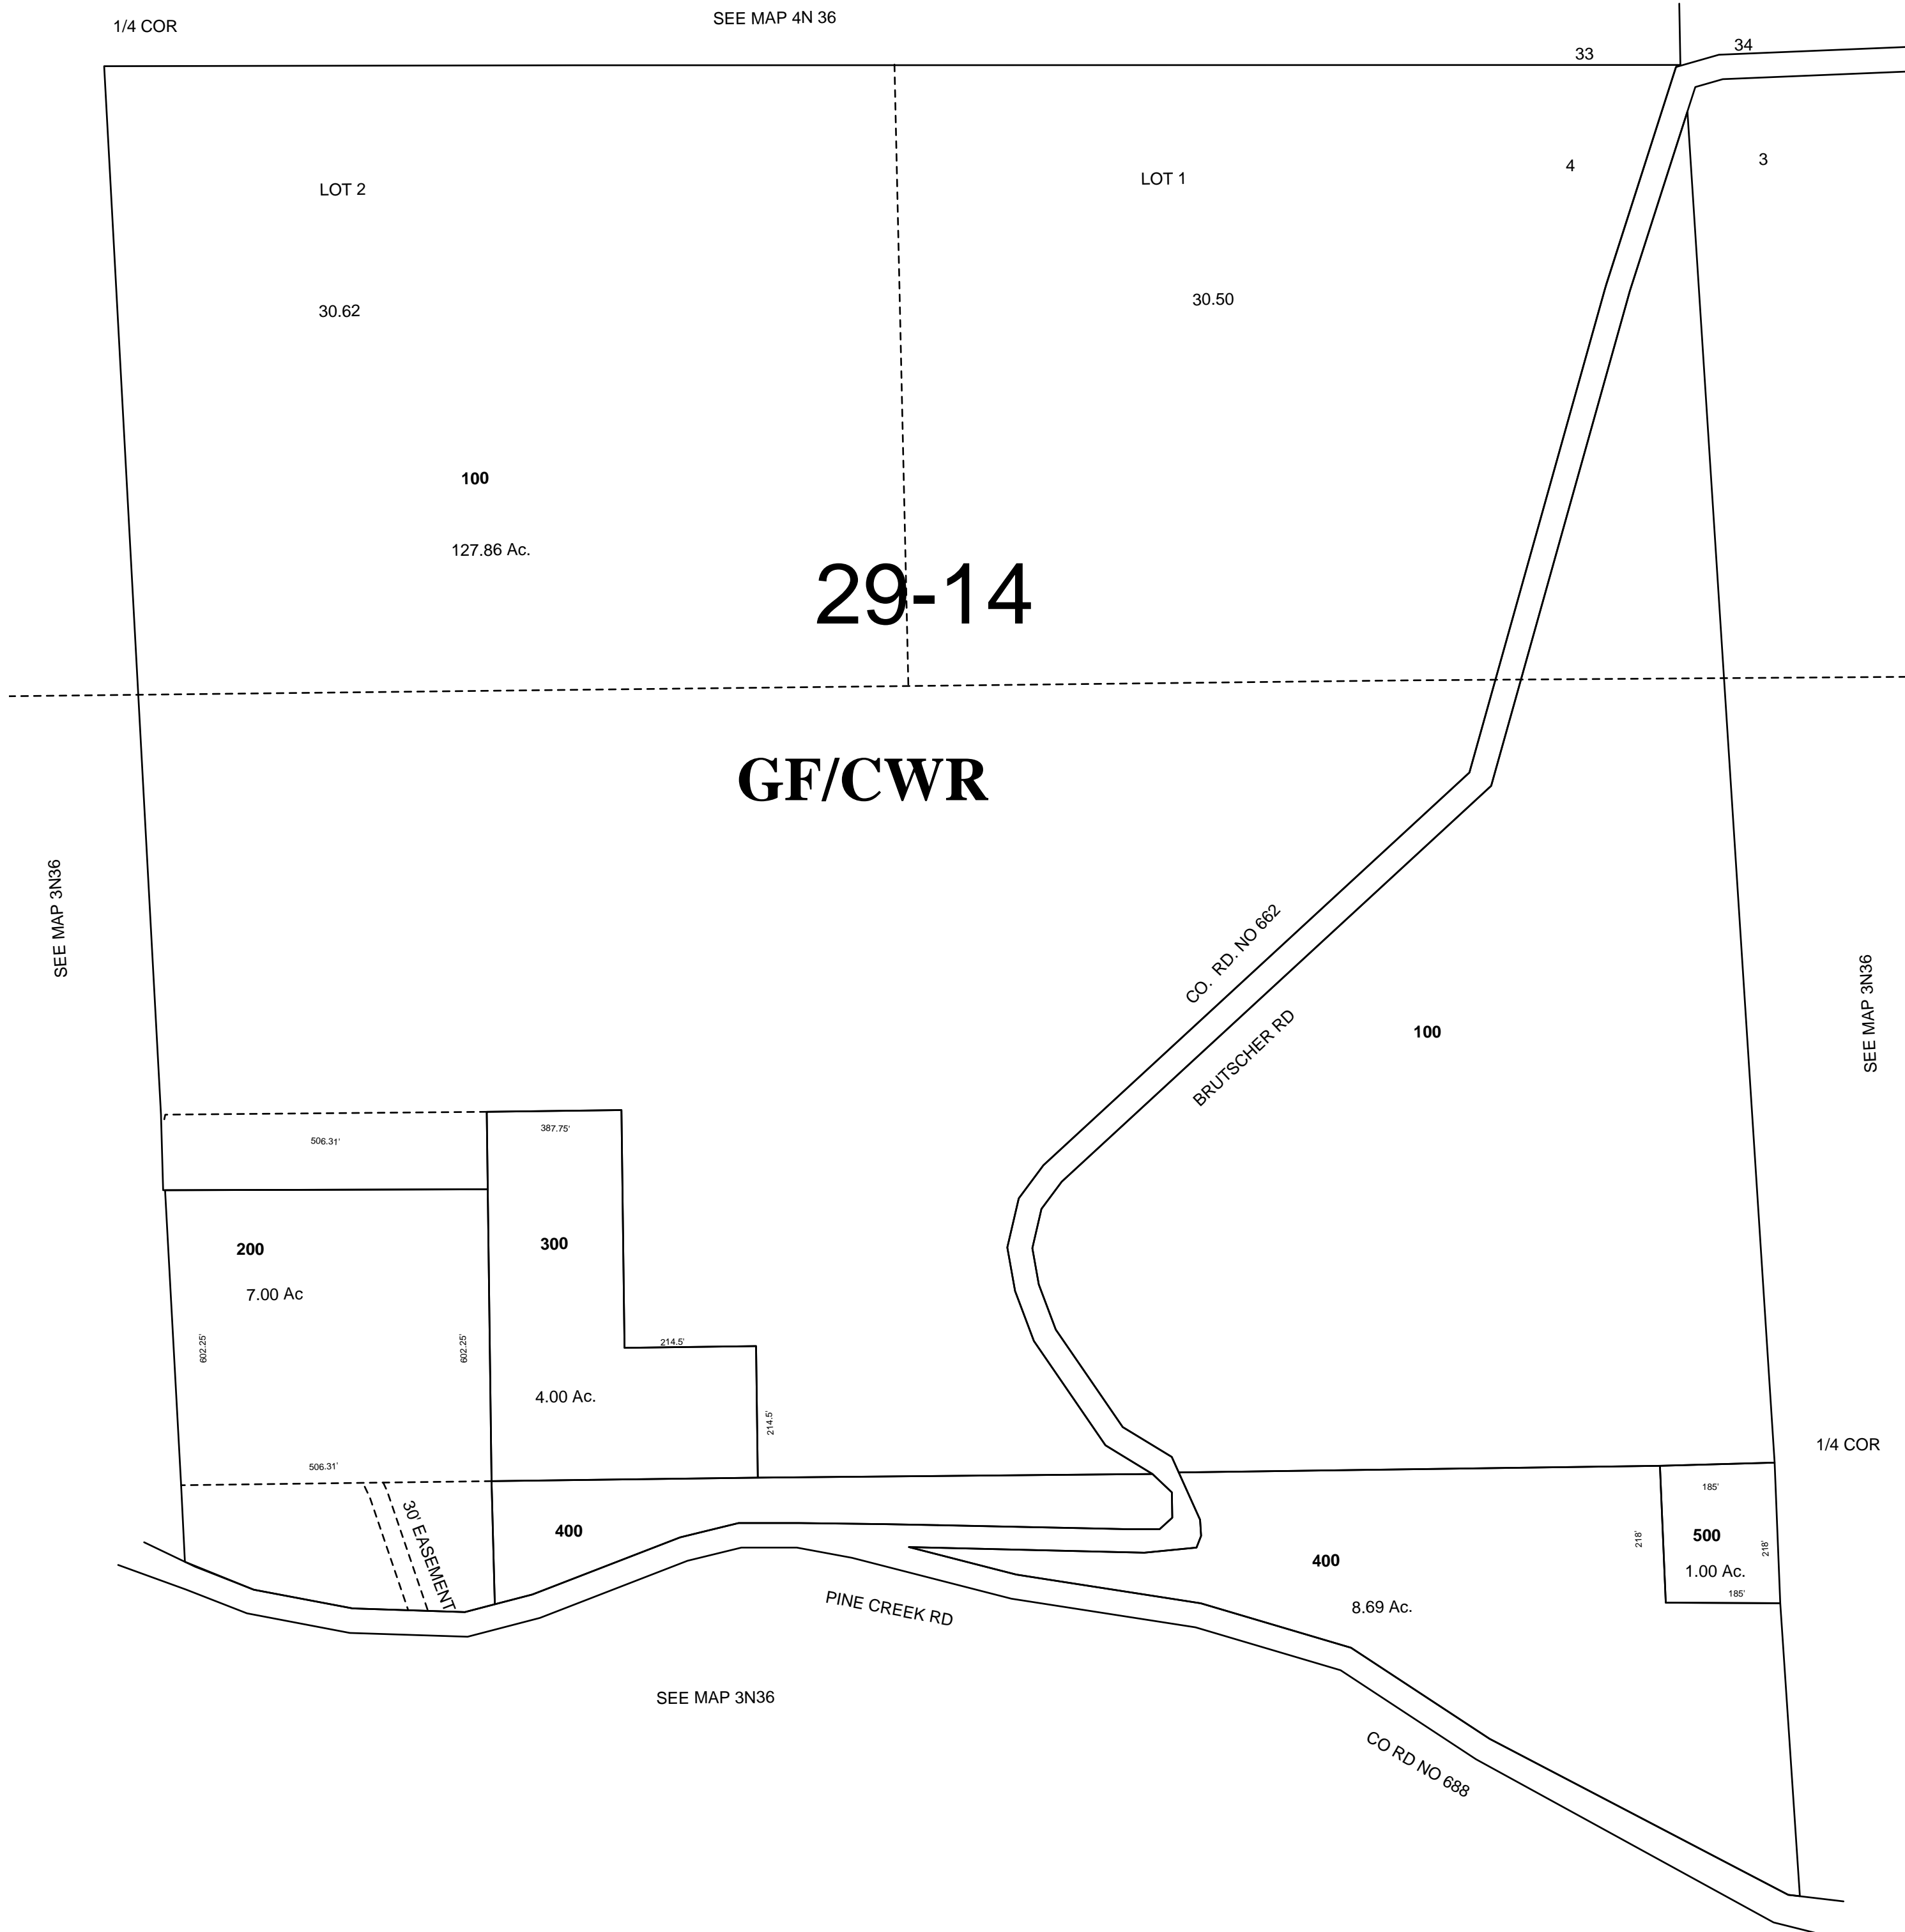 1/4 COR
SEE MAP 4N 36
33
34
4
3
LOT 2
LOT 1
30.62
30.50
100
127.86 Ac.
29-14
GF/CWR
SEE MAP 3N36
CO. RD. NO 662
BRUTSCHER RD
100
SEE MAP 3N36
506.31'
387.75'
200
7.00 Ac
300
602.25'
602.25'
214.5'
4.00 Ac.
214.5'
506.31'
30' EASEMENT
400
1/4 COR
185'
218'
500
218'
1.00 Ac.
185'
400
8.69 Ac.
PINE CREEK RD
SEE MAP 3N36
CO RD NO 688